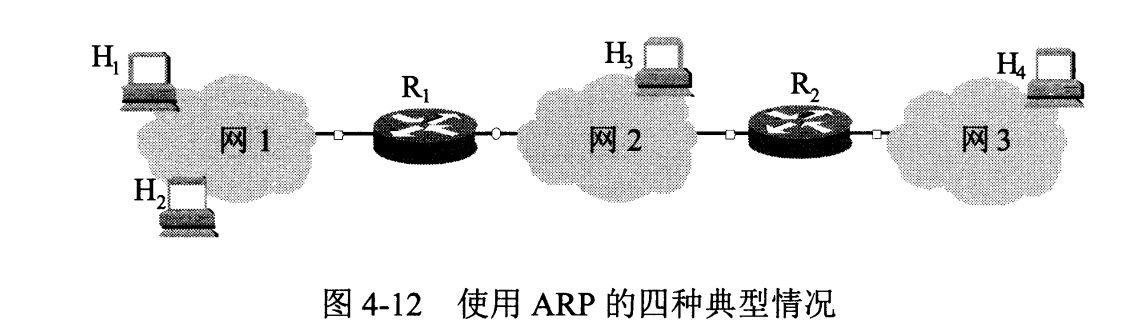 H₁
H₃
H₄
R₁
R₂
网 1
网 2
网 3
H₂
图 4-12 使用 ARP 的四种典型情况